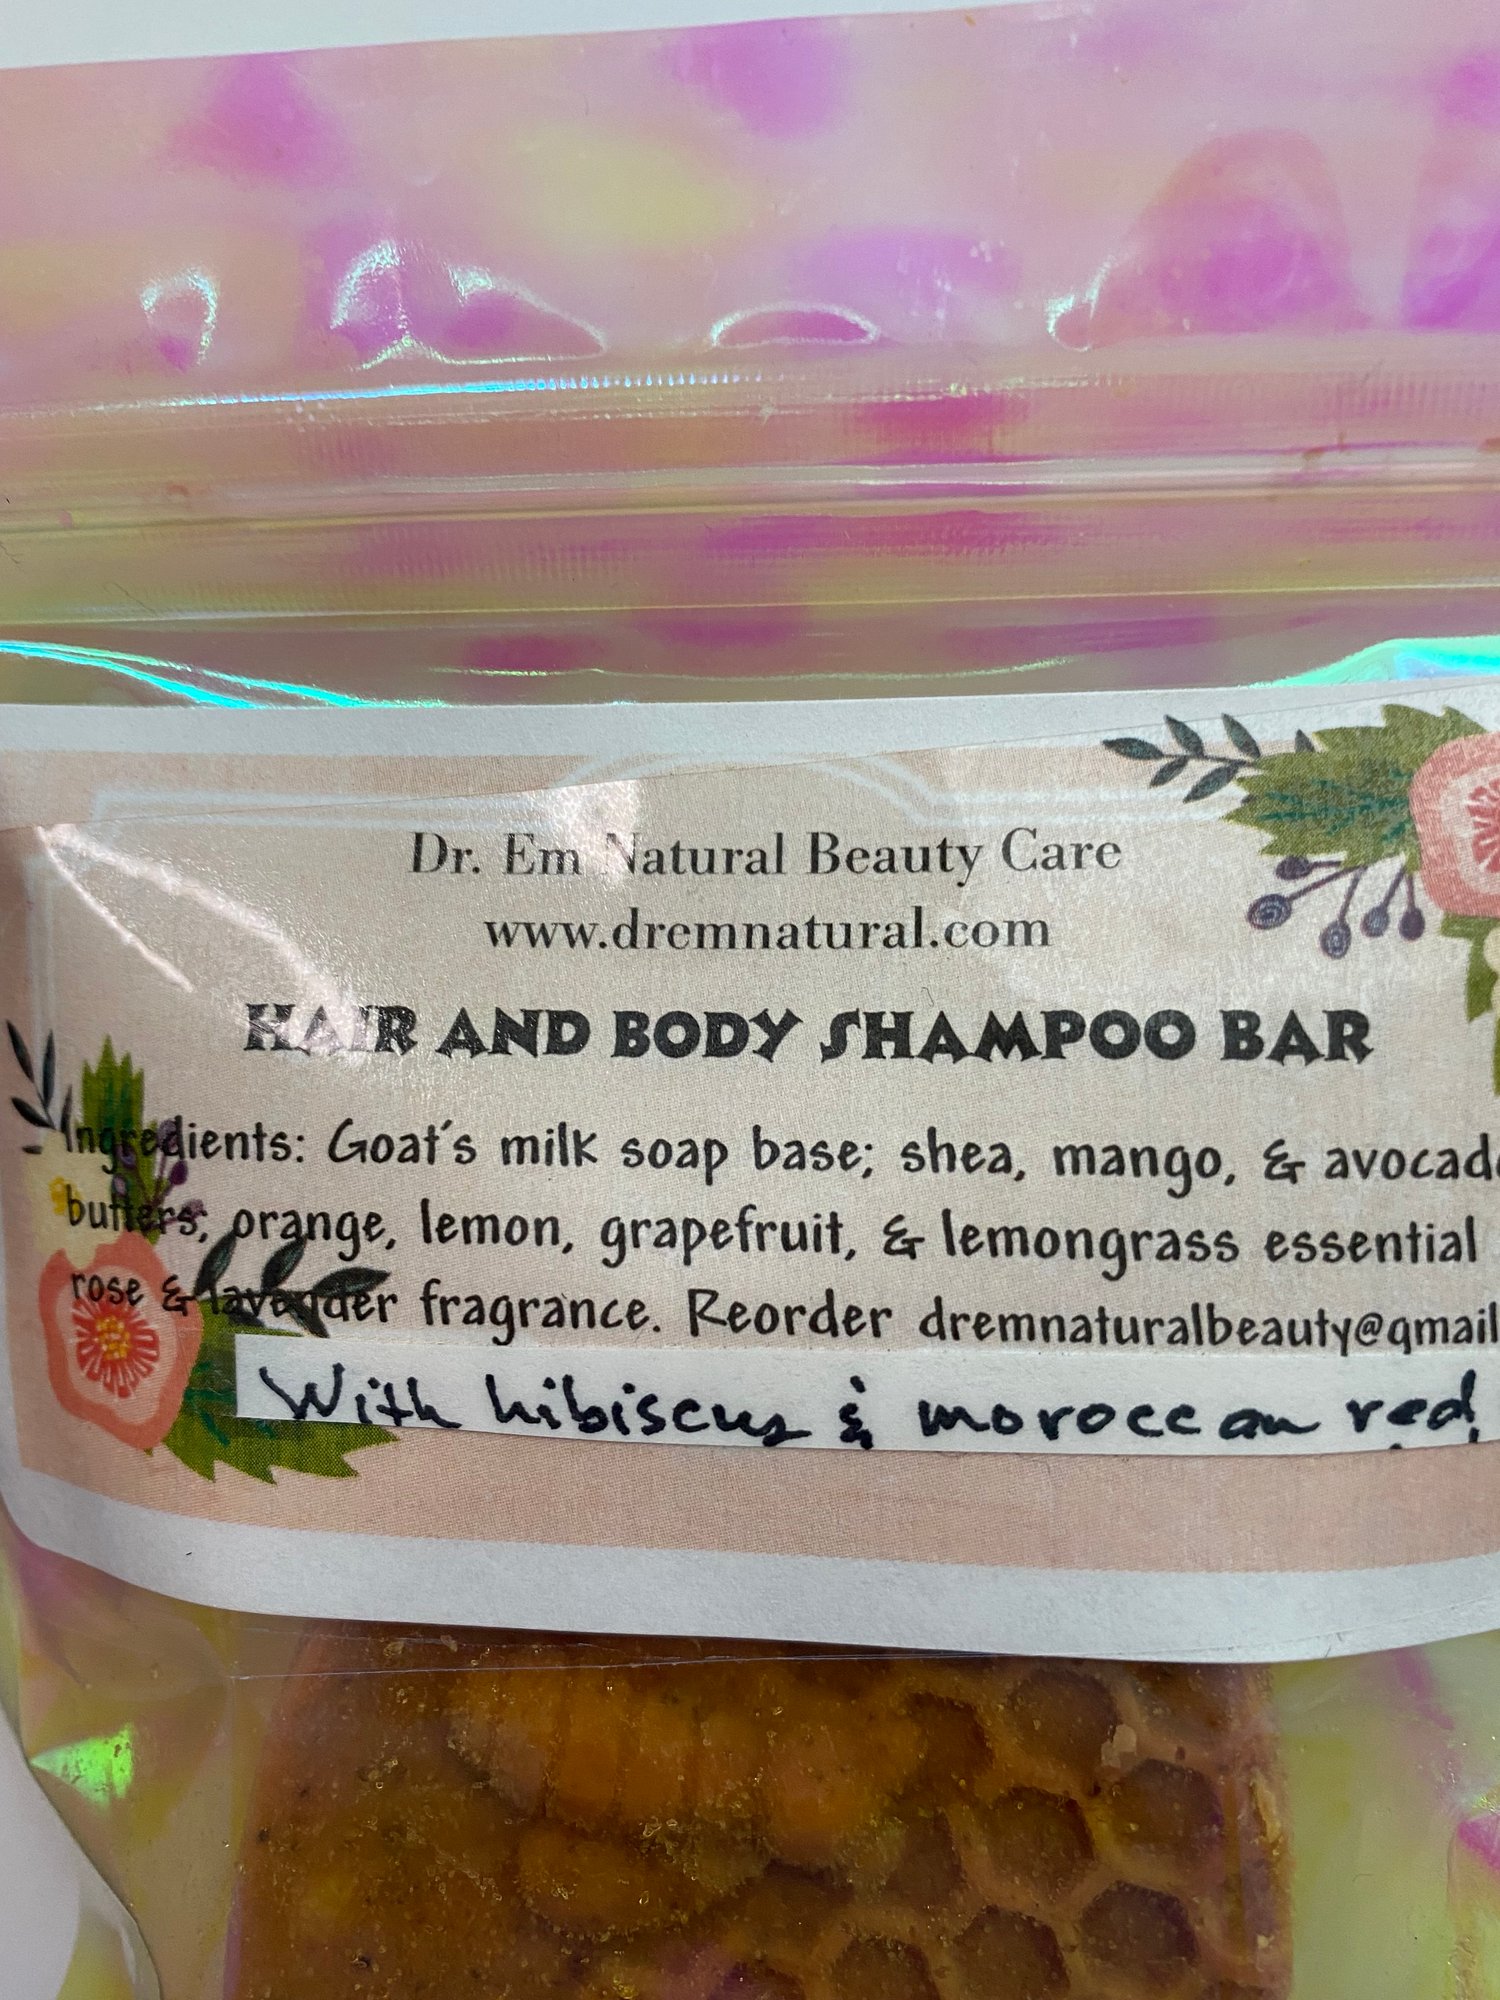 Dr. Em Natural Beauty Care
www.dremnatural.com
HAIR AND BODY SHAMPOO BAR
Ingredients: Goat's milk soap base; shea, mango, & avocad
butters; orange, lemon, grapefruit, & lemongrass essential
rose & lavender fragrance. Reorder dremnaturalbeauty@gmail
With hibiscus & moroccan red